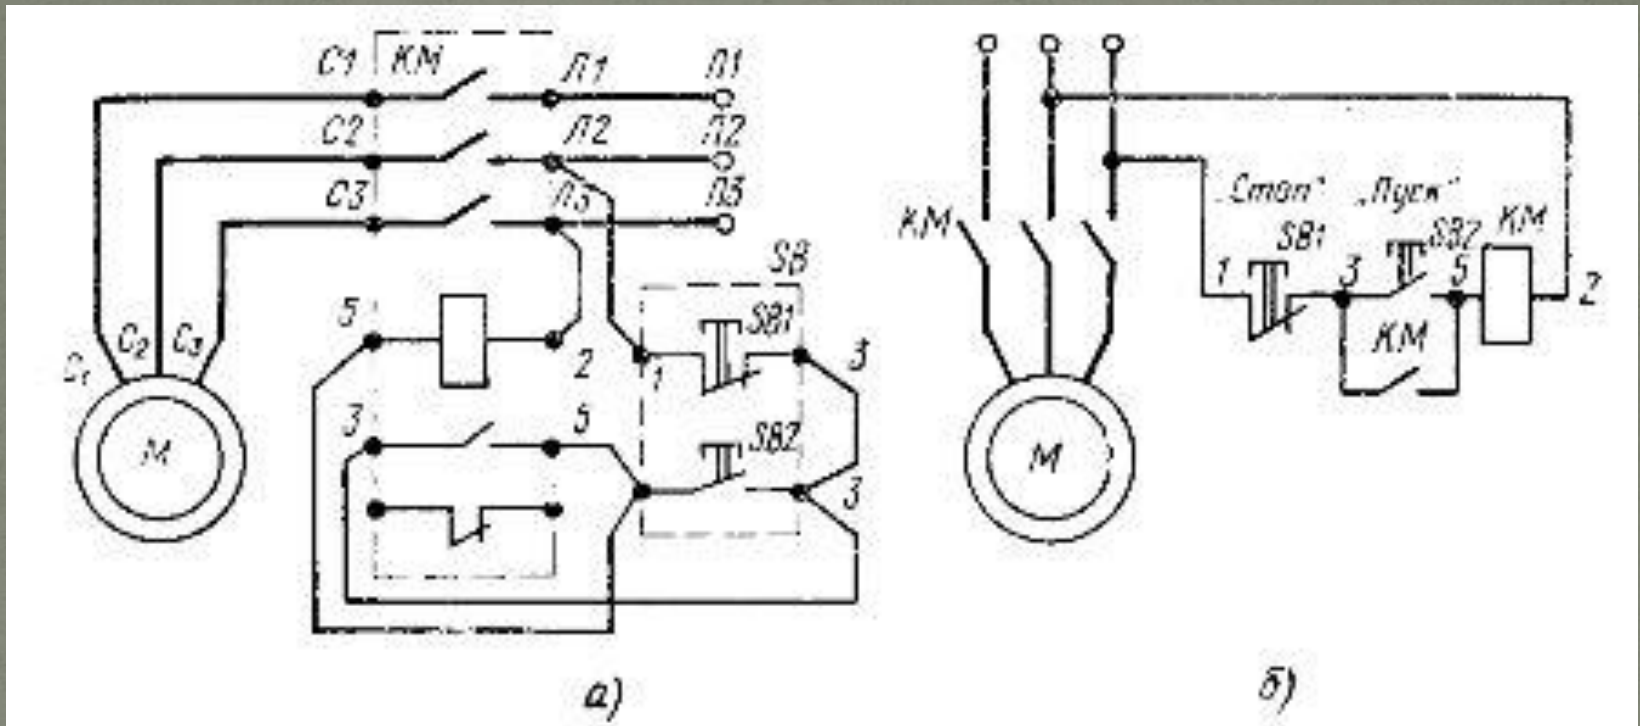 С1 КМ Л1 Л1
С2 Л2 Л2
С3 Л3 Л3
SB
5 2 1 SB1 3
С1 С2 С3
М
3 5 SB2 3
а)
КМ
„Стоп" „Пуск" КМ
SB1 SB2
1 3 5 2
КМ
М
б)